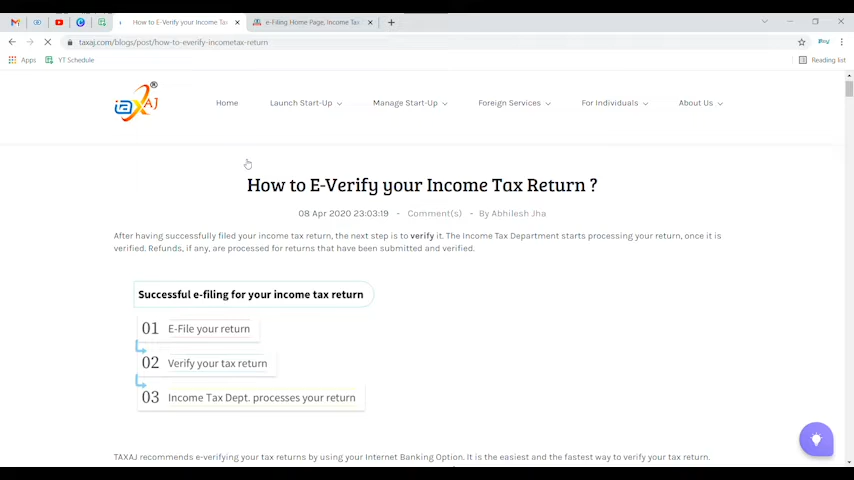 How to E-Verify your Income Tax
e-Filing Home Page, Income Tax
taxaj.com/blogs/post/how-to-everify-incometax-return
Apps
YT Schedule
Reading list
taxAJ®
Home
Launch Start-Up
Manage Start-Up
Foreign Services
For Individuals
About Us
How to E-Verify your Income Tax Return ?
08 Apr 2020 23:03:19 - Comment(s) - By Abhilesh Jha
After having successfully filed your income tax return, the next step is to verify it. The Income Tax Department starts processing your return, once it is
verified. Refunds, if any, are processed for returns that have been submitted and verified.
Successful e-filing for your income tax return
01 E-File your return
02 Verify your tax return
03 Income Tax Dept. processes your return
TAXAJ recommends e-verifying your tax returns by using your Internet Banking Option. It is the easiest and the fastest way to verify your tax return.